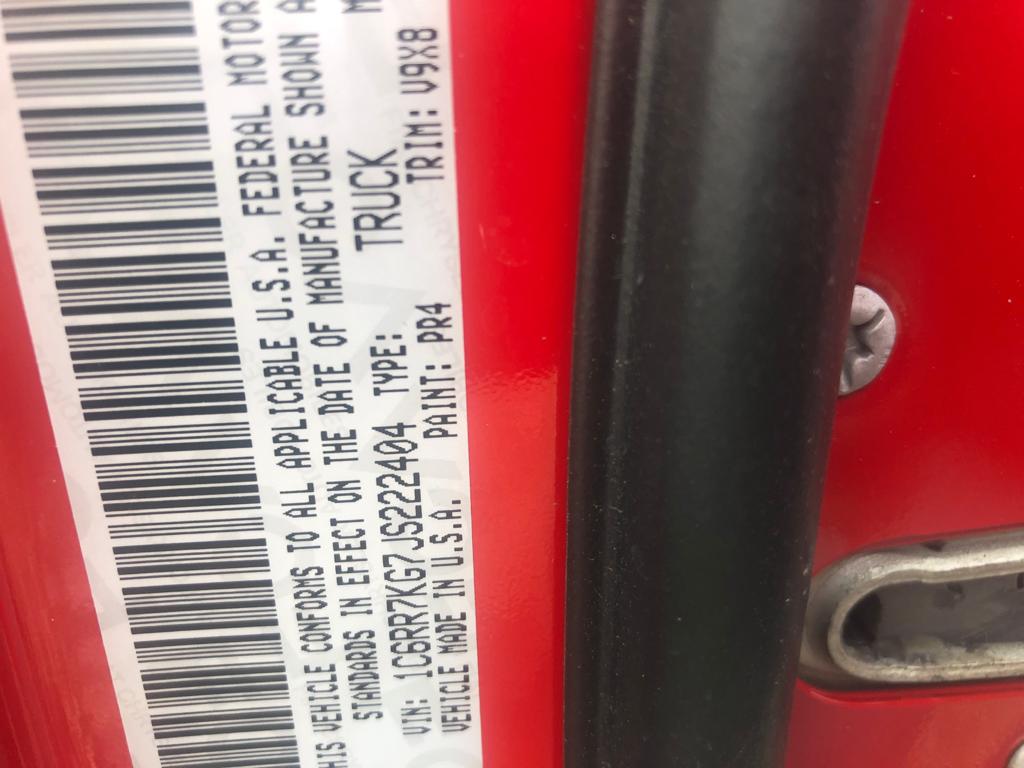 HIS VEHICLE CONFORMS TO ALL APPLICABLE U.S.A. FEDERAL MOTOR
STANDARDS IN EFFECT ON THE DATE OF MANUFACTURE SHOWN A
VIN: 1C6RR7KG7JS222404 TYPE: TRUCK
VEHICLE MADE IN U.S.A. PAINT: PR4 TRIM: V9X8